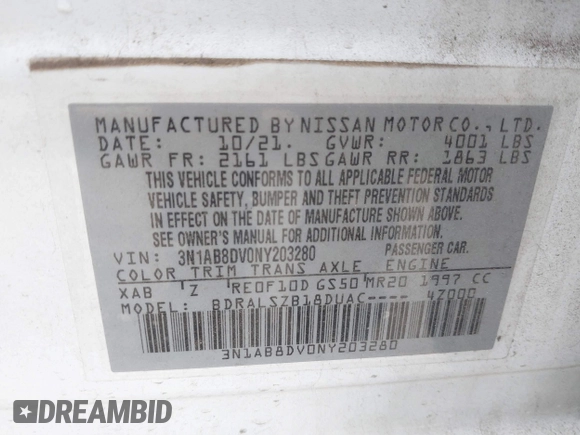 MANUFACTURED BY NISSAN MOTOR CO., LTD.
DATE: 10/21. GVWR: 4001 LBS
GAWR FR: 2161 LBS GAWR RR: 1863 LBS
THIS VEHICLE CONFORMS TO ALL APPLICABLE FEDERAL MOTOR
VEHICLE SAFETY, BUMPER AND THEFT PREVENTION STANDARDS
IN EFFECT ON THE DATE OF MANUFACTURE SHOWN ABOVE.
SEE OWNER'S MANUAL FOR ADDITIONAL INFORMATION.
VIN: 3N1AB8DV0NY203280 PASSENGER CAR.
COLOR TRIM TRANS AXLE ENGINE
XAB Z RE0F10D GS50 MR20 1997 CC
MODEL: BDRALSZB18DUAC---- 4Z000
3N1AB8DV0NY203280
DREAMBID